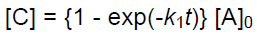 [C] = {1 - exp(-k₁t)} [A]₀